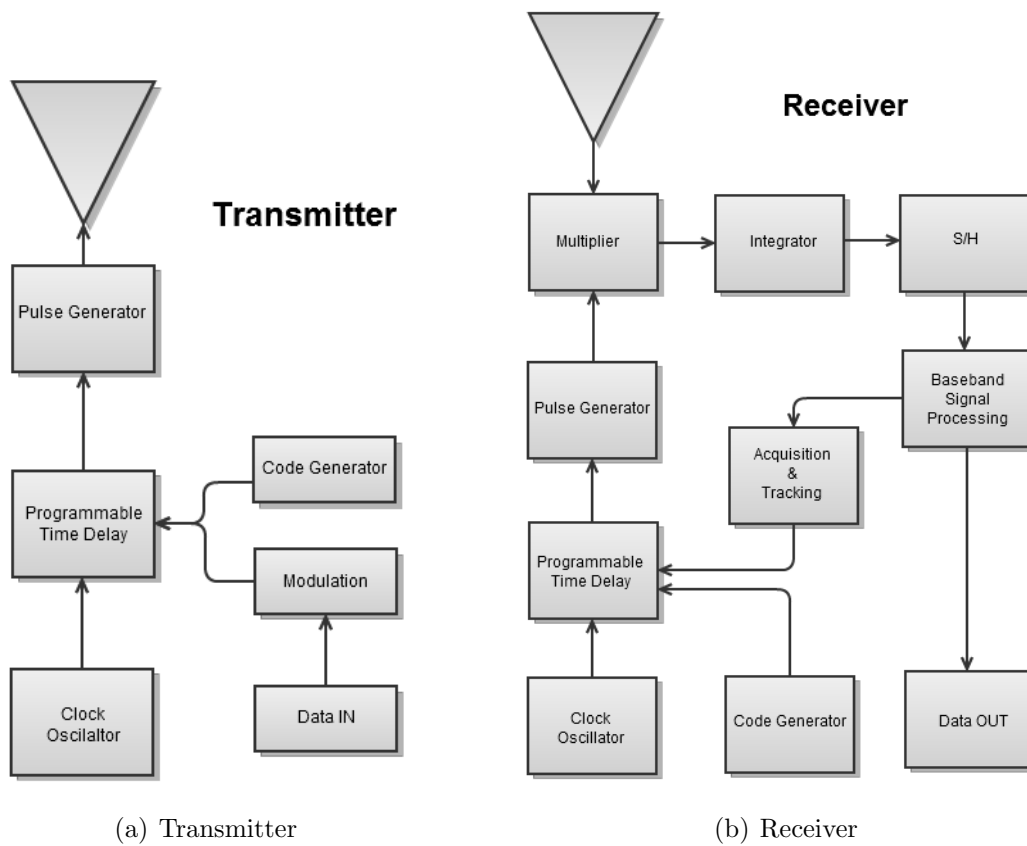 Transmitter
Pulse Generator
Code Generator
Programmable
Time Delay
Modulation
Clock
Oscilaltor
Data IN
(a) Transmitter
Receiver
Multiplier
Integrator
S/H
Pulse Generator
Baseband
Signal
Processing
Acquisition
&
Tracking
Programmable
Time Delay
Clock
Oscillator
Code Generator
Data OUT
(b) Receiver